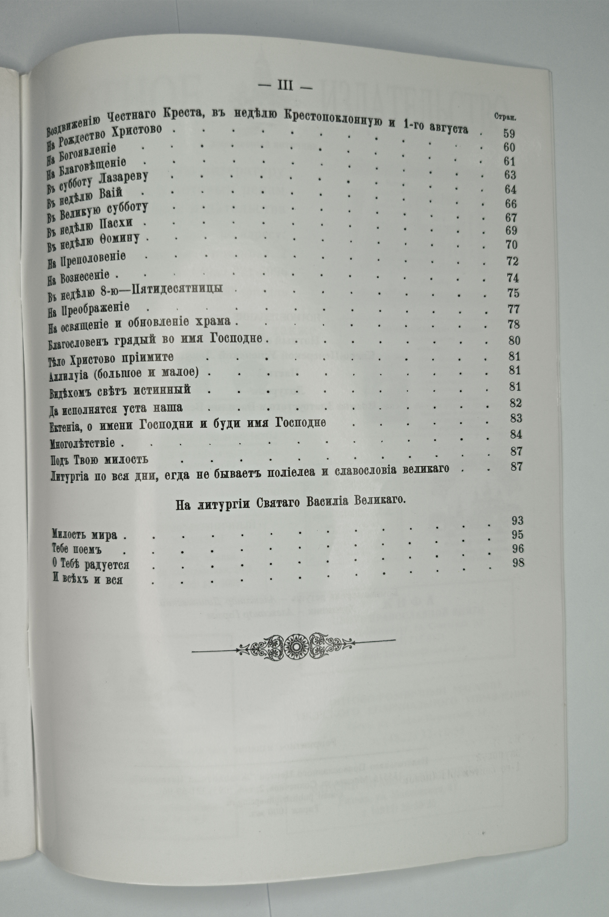 — III —
Стран.
Воздвиженію Честнаго Креста, въ недѣлю Крестопоклонную и 1-го августа . 59
На Рождество Христово . . . . . . . . . . . 60
На Богоявленіе . . . . . . . . . . . . 61
На Благовѣщеніе . . . . . . . . . . . . 63
Въ субботу Лазареву . . . . . . . . . . . 64
Въ недѣлю Ваій . . . . . . . . . . . . 66
Въ Великую субботу . . . . . . . . . . . 67
Въ недѣлю Пасхи . . . . . . . . . . . . 69
Въ недѣлю Ѳомину . . . . . . . . . . . . 70
На Преполовеніе . . . . . . . . . . . . 72
На Вознесеніе . . . . . . . . . . . . . 74
Въ недѣлю 8-ю—Пятидесятницы . . . . . . . . . 75
На Преображеніе . . . . . . . . . . . . 77
На освященіе и обновленіе храма . . . . . . . . . 78
Благословенъ грядый во имя Господне . . . . . . . . 80
Тѣло Христово пріимите . . . . . . . . . . 81
Аллилуіа (большое и малое) . . . . . . . . . . 81
Видѣхомъ свѣтъ истинный . . . . . . . . . . 81
Да исполнятся уста наша . . . . . . . . . . 82
Ектенія, о имени Господни и буди имя Господне . . . . . . 83
Многолѣтствіе . . . . . . . . . . . . . 84
Подъ Твою милость . . . . . . . . . . . 87
Литургіа по вся дни, егда не бываетъ поліелеа и славословіа великаго . . 87
На литургіи Святаго Василіа Великаго.
Милость мира . . . . . . . . . . . . . 93
Тебе поемъ . . . . . . . . . . . . . 95
О Тебѣ радуется . . . . . . . . . . . . 96
И всѣхъ и вся . . . . . . . . . . . . 98